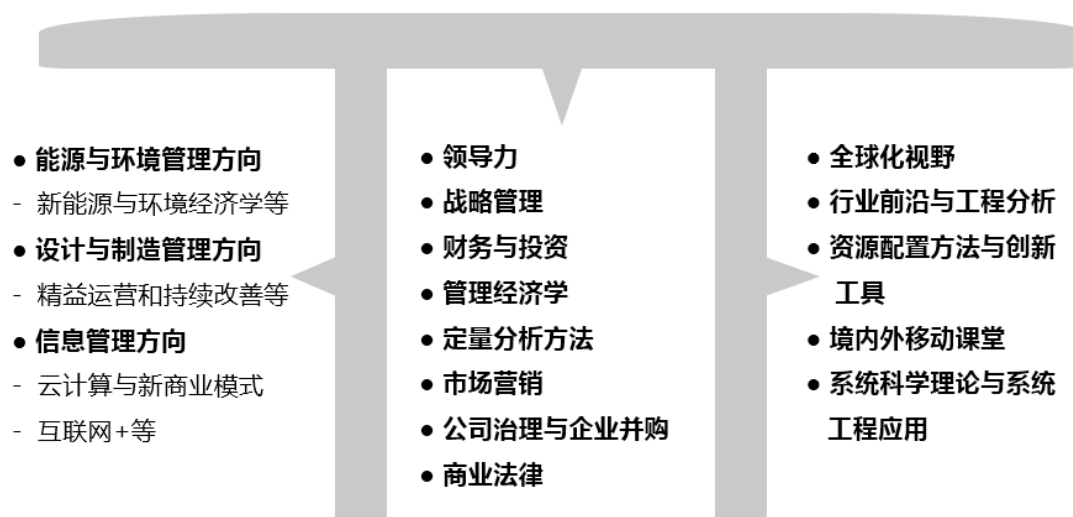 ● 能源与环境管理方向
- 新能源与环境经济学等
● 设计与制造管理方向
- 精益运营和持续改善等
● 信息管理方向
- 云计算与新商业模式
- 互联网+等
● 领导力
● 战略管理
● 财务与投资
● 管理经济学
● 定量分析方法
● 市场营销
● 公司治理与企业并购
● 商业法律
● 全球化视野
● 行业前沿与工程分析
● 资源配置方法与创新
工具
● 境内外移动课堂
● 系统科学理论与系统
工程应用